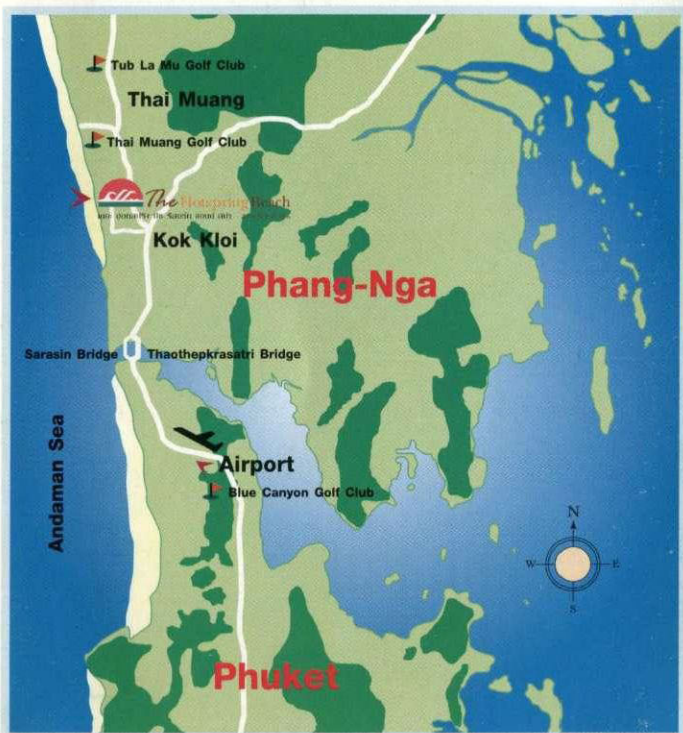 Tub La Mu Golf Club
Thai Muang
Thai Muang Golf Club
The Hotspring Beach
Kok Kloi
Phang-Nga
Sarasin Bridge Thaothepkrasatri Bridge
Andaman Sea
Airport
Blue Canyon Golf Club
N
W E
S
Phuket